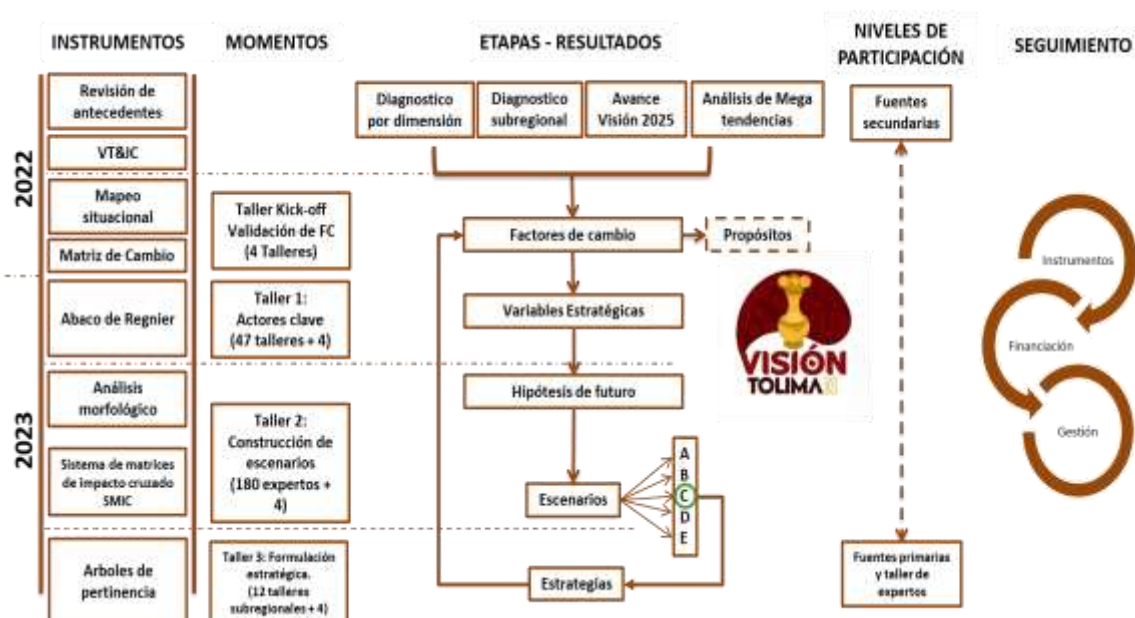 INSTRUMENTOS
MOMENTOS
ETAPAS - RESULTADOS
NIVELES DE
PARTICIPACIÓN
SEGUIMIENTO
2022
2023
Revisión de
antecedentes
VT&IC
Mapeo
situacional
Matriz de Cambio
Abaco de Regnier
Análisis
morfológico
Sistema de matrices
de impacto cruzado
SMIC
Arboles de
pertinencia
Taller Kick-off
Validación de FC
(4 Talleres)
Taller 1:
Actores clave
(47 talleres + 4)
Taller 2:
Construcción de
escenarios
(180 expertos +
4)
Taller 3: Formulación
estratégica.
(12 talleres
subregionales + 4)
Diagnostico
por dimensión
Diagnostico
subregional
Avance
Visión 2025
Análisis de Mega
tendencias
Factores de cambio
Propósitos
Variables Estratégicas
Hipótesis de futuro
Escenarios
A
B
C
D
E
Estrategias
VISIÓN
TOLIMA
Fuentes
secundarias
Fuentes primarias
y taller de
expertos
Instrumentos
Financiación
Gestión